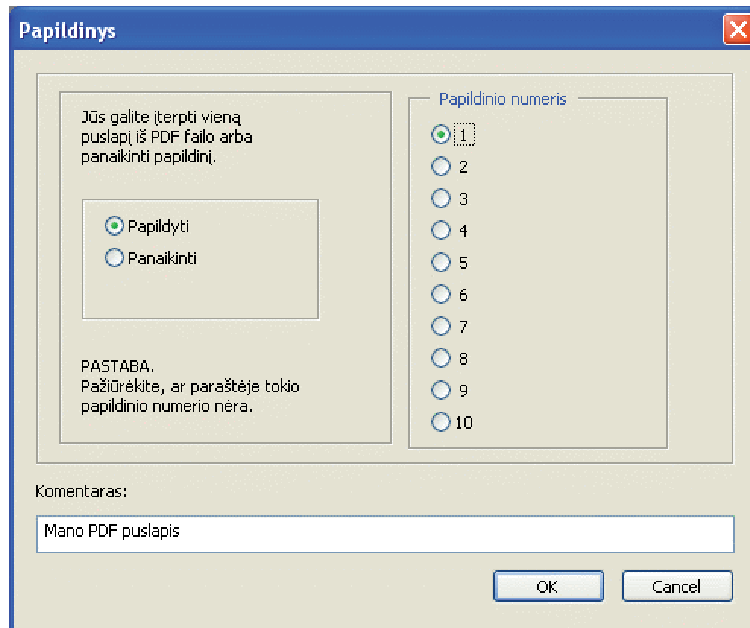 Papildinys
Jūs galite įterpti vieną
puslapį iš PDF failo arba
panaikinti papildinį.
Papildyti
Panaikinti
PASTABA.
Pažiūrėkite, ar paraštėje tokio
papildinio numerio nėra.
Papildinio numeris
1
2
3
4
5
6
7
8
9
10
Komentaras:
Mano PDF puslapis
OK
Cancel